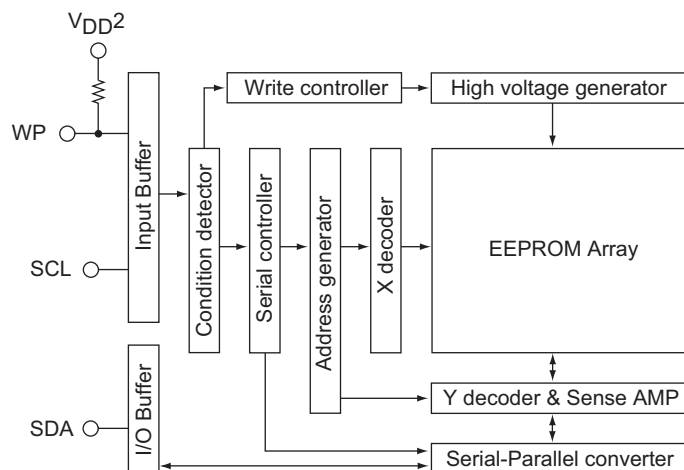 VDD2
WP
SCL
SDA
Input Buffer
I/O Buffer
Condition detector
Serial controller
Address generator
X decoder
Write controller
High voltage generator
EEPROM Array
Y decoder & Sense AMP
Serial-Parallel converter